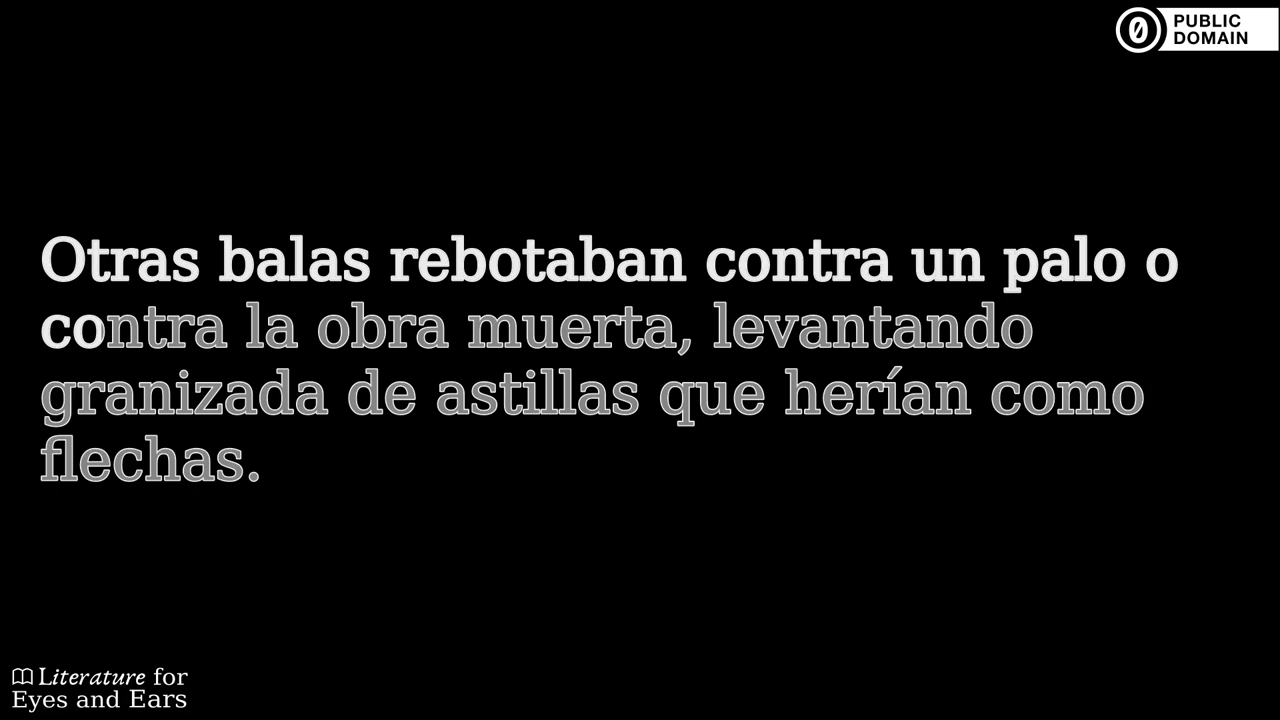 PUBLIC
DOMAIN
Otras balas rebotaban contra un palo o
contra la obra muerta, levantando
granizada de astillas que herían como
flechas.
Literature for
Eyes and Ears